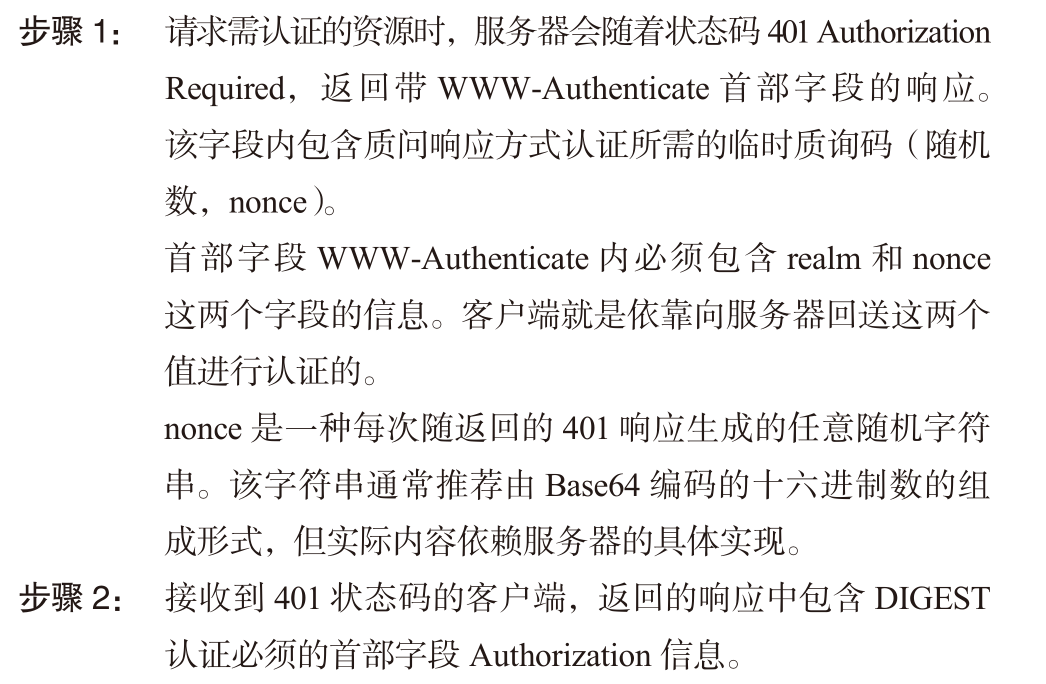 步骤 1： 请求需认证的资源时，服务器会随着状态码 401 Authorization
Required，返回带 WWW-Authenticate 首部字段的响应。
该字段内包含质问响应方式认证所需的临时质询码（随机
数，nonce）。
首部字段 WWW-Authenticate 内必须包含 realm 和 nonce
这两个字段的信息。客户端就是依靠向服务器回送这两个
值进行认证的。
nonce 是一种每次随返回的 401 响应生成的任意随机字符
串。该字符串通常推荐由 Base64 编码的十六进制数的组
成形式，但实际内容依赖服务器的具体实现。
步骤 2： 接收到 401 状态码的客户端，返回的响应中包含 DIGEST
认证必须的首部字段 Authorization 信息。